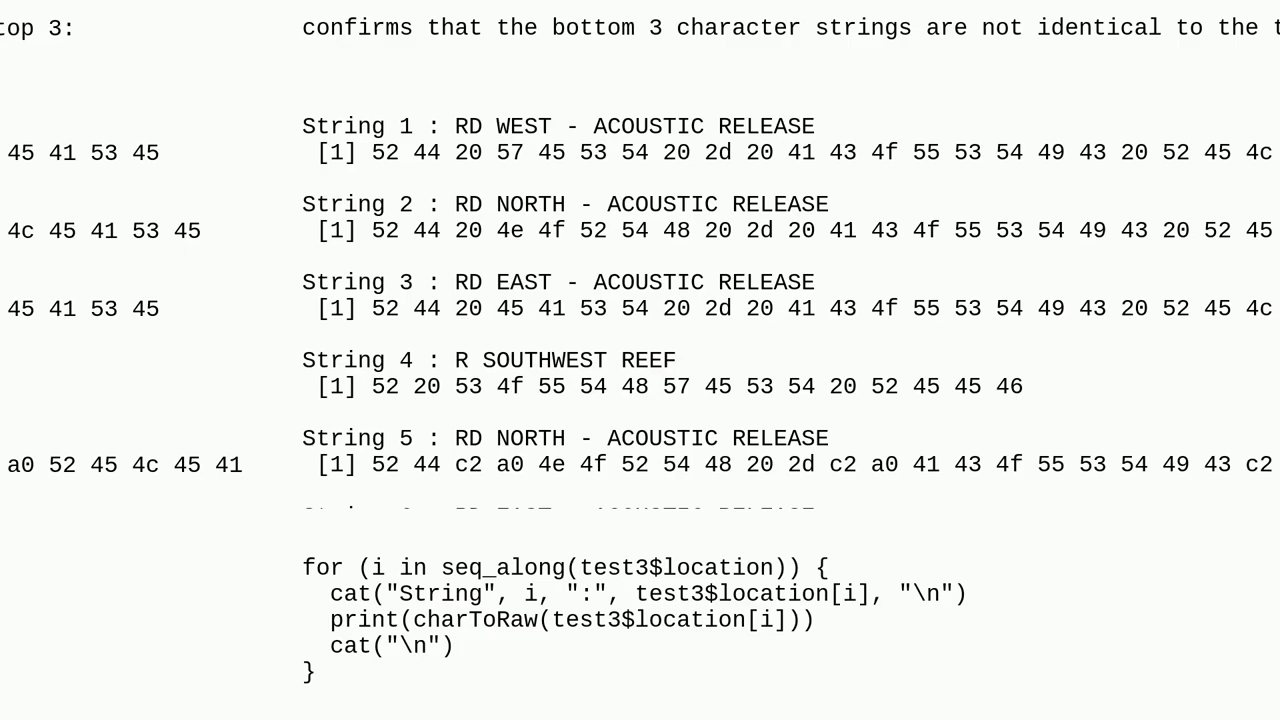 top 3: confirms that the bottom 3 character strings are not identical to the t
String 1 : RD WEST - ACOUSTIC RELEASE
45 41 53 45 [1] 52 44 20 57 45 53 54 20 2d 20 41 43 4f 55 53 54 49 43 20 52 45 4c
String 2 : RD NORTH - ACOUSTIC RELEASE
4c 45 41 53 45 [1] 52 44 20 4e 4f 52 54 48 20 2d 20 41 43 4f 55 53 54 49 43 20 52 45
String 3 : RD EAST - ACOUSTIC RELEASE
45 41 53 45 [1] 52 44 20 45 41 53 54 20 2d 20 41 43 4f 55 53 54 49 43 20 52 45 4c
String 4 : R SOUTHWEST REEF
[1] 52 20 53 4f 55 54 48 57 45 53 54 20 52 45 45 46
String 5 : RD NORTH - ACOUSTIC RELEASE
a0 52 45 4c 45 41 [1] 52 44 c2 a0 4e 4f 52 54 48 20 2d c2 a0 41 43 4f 55 53 54 49 43 c2
for (i in seq_along(test3$location)) {
cat("String", i, ":", test3$location[i], "\n")
print(charToRaw(test3$location[i]))
cat("\n")
}